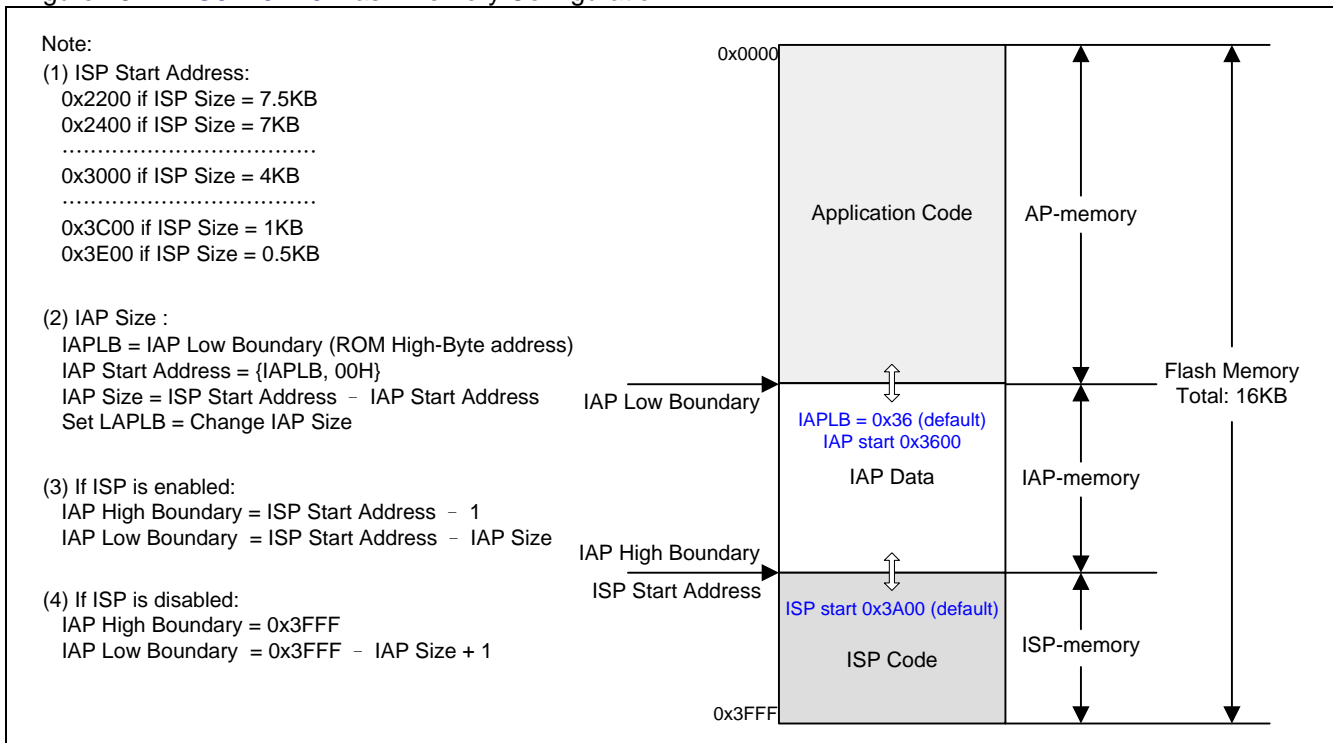 Note:
(1) ISP Start Address:
0x2200 if ISP Size = 7.5KB
0x2400 if ISP Size = 7KB
....................................
0x3000 if ISP Size = 4KB
....................................
0x3C00 if ISP Size = 1KB
0x3E00 if ISP Size = 0.5KB
(2) IAP Size :
IAPLB = IAP Low Boundary (ROM High-Byte address)
IAP Start Address = {IAPLB, 00H}
IAP Size = ISP Start Address – IAP Start Address
Set LAPLB = Change IAP Size
(3) If ISP is enabled:
IAP High Boundary = ISP Start Address – 1
IAP Low Boundary = ISP Start Address – IAP Size
(4) If ISP is disabled:
IAP High Boundary = 0x3FFF
IAP Low Boundary = 0x3FFF – IAP Size + 1
0x0000
Application Code
AP-memory
IAP Low Boundary
IAPLB = 0x36 (default)
IAP start 0x3600
IAP Data
IAP-memory
Flash Memory
Total: 16KB
IAP High Boundary
ISP Start Address
ISP start 0x3A00 (default)
ISP Code
ISP-memory
0x3FFF